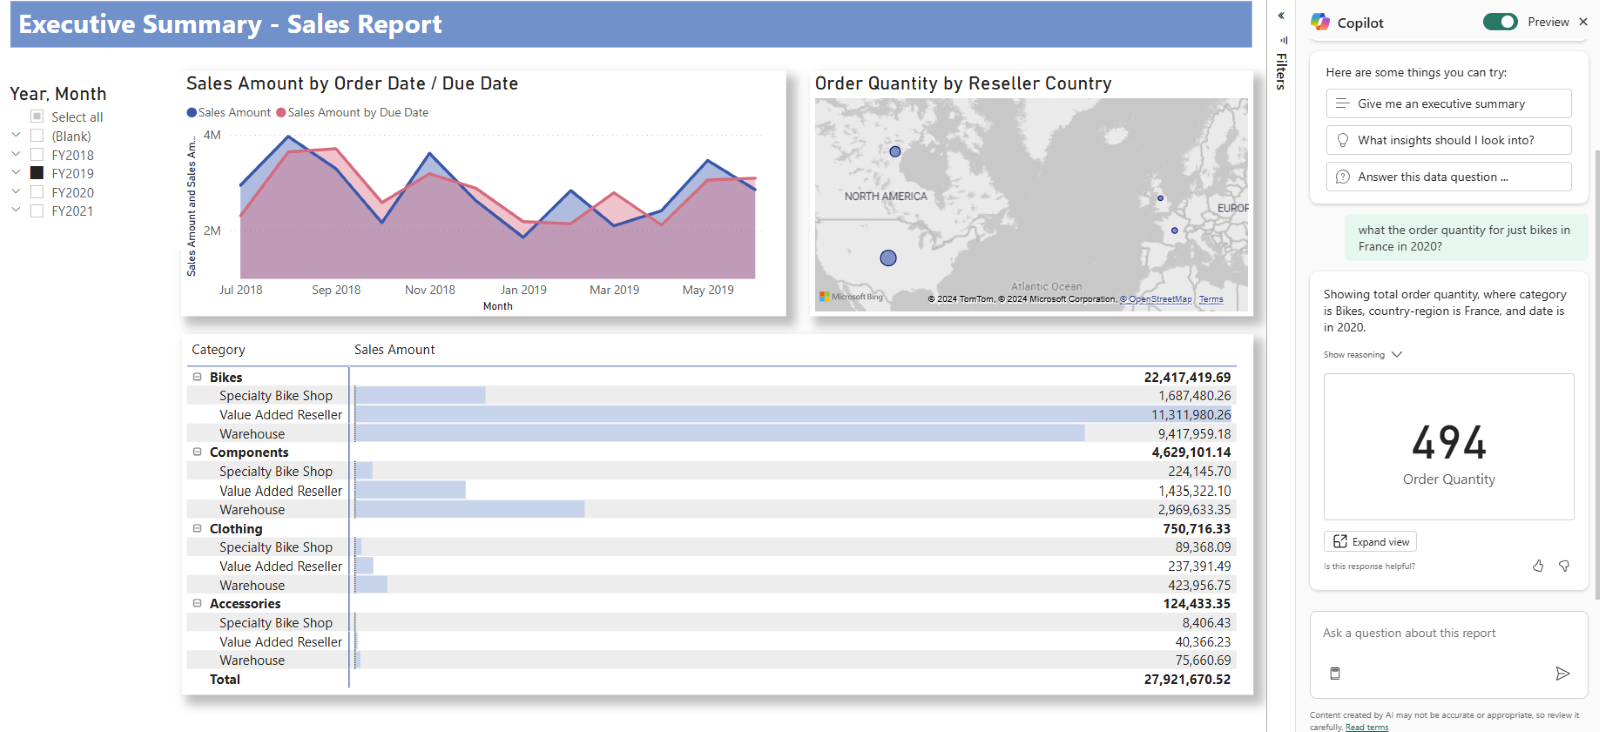 Executive Summary - Sales Report
Year, Month
Select all
(Blank)
FY2018
FY2019
FY2020
FY2021
Sales Amount by Order Date / Due Date
Sales Amount Sales Amount by Due Date
Sales Amount and Sales Am...
4M
2M
Jul 2018 Sep 2018 Nov 2018 Jan 2019 Mar 2019 May 2019
Month
Order Quantity by Reseller Country
NORTH AMERICA
EUROP
Atlantic Ocean
Microsoft Bing
© 2024 TomTom, © 2024 Microsoft Corporation, © OpenStreetMap Terms
Category Sales Amount
Bikes 22,417,419.69
Specialty Bike Shop 1,687,480.26
Value Added Reseller 11,311,980.26
Warehouse 9,417,959.18
Components 4,629,101.14
Specialty Bike Shop 224,145.70
Value Added Reseller 1,435,322.10
Warehouse 2,969,633.35
Clothing 750,716.33
Specialty Bike Shop 89,368.09
Value Added Reseller 237,391.49
Warehouse 423,956.75
Accessories 124,433.35
Specialty Bike Shop 8,406.43
Value Added Reseller 40,366.23
Warehouse 75,660.69
Total 27,921,670.52
Filters
Copilot Preview
Here are some things you can try:
Give me an executive summary
What insights should I look into?
Answer this data question ...
what the order quantity for just bikes in
France in 2020?
Showing total order quantity, where category
is Bikes, country-region is France, and date is
in 2020.
Show reasoning
494
Order Quantity
Expand view
Is this response helpful?
Ask a question about this report
Content created by AI may not be accurate or appropriate, so review it
carefully. Read terms